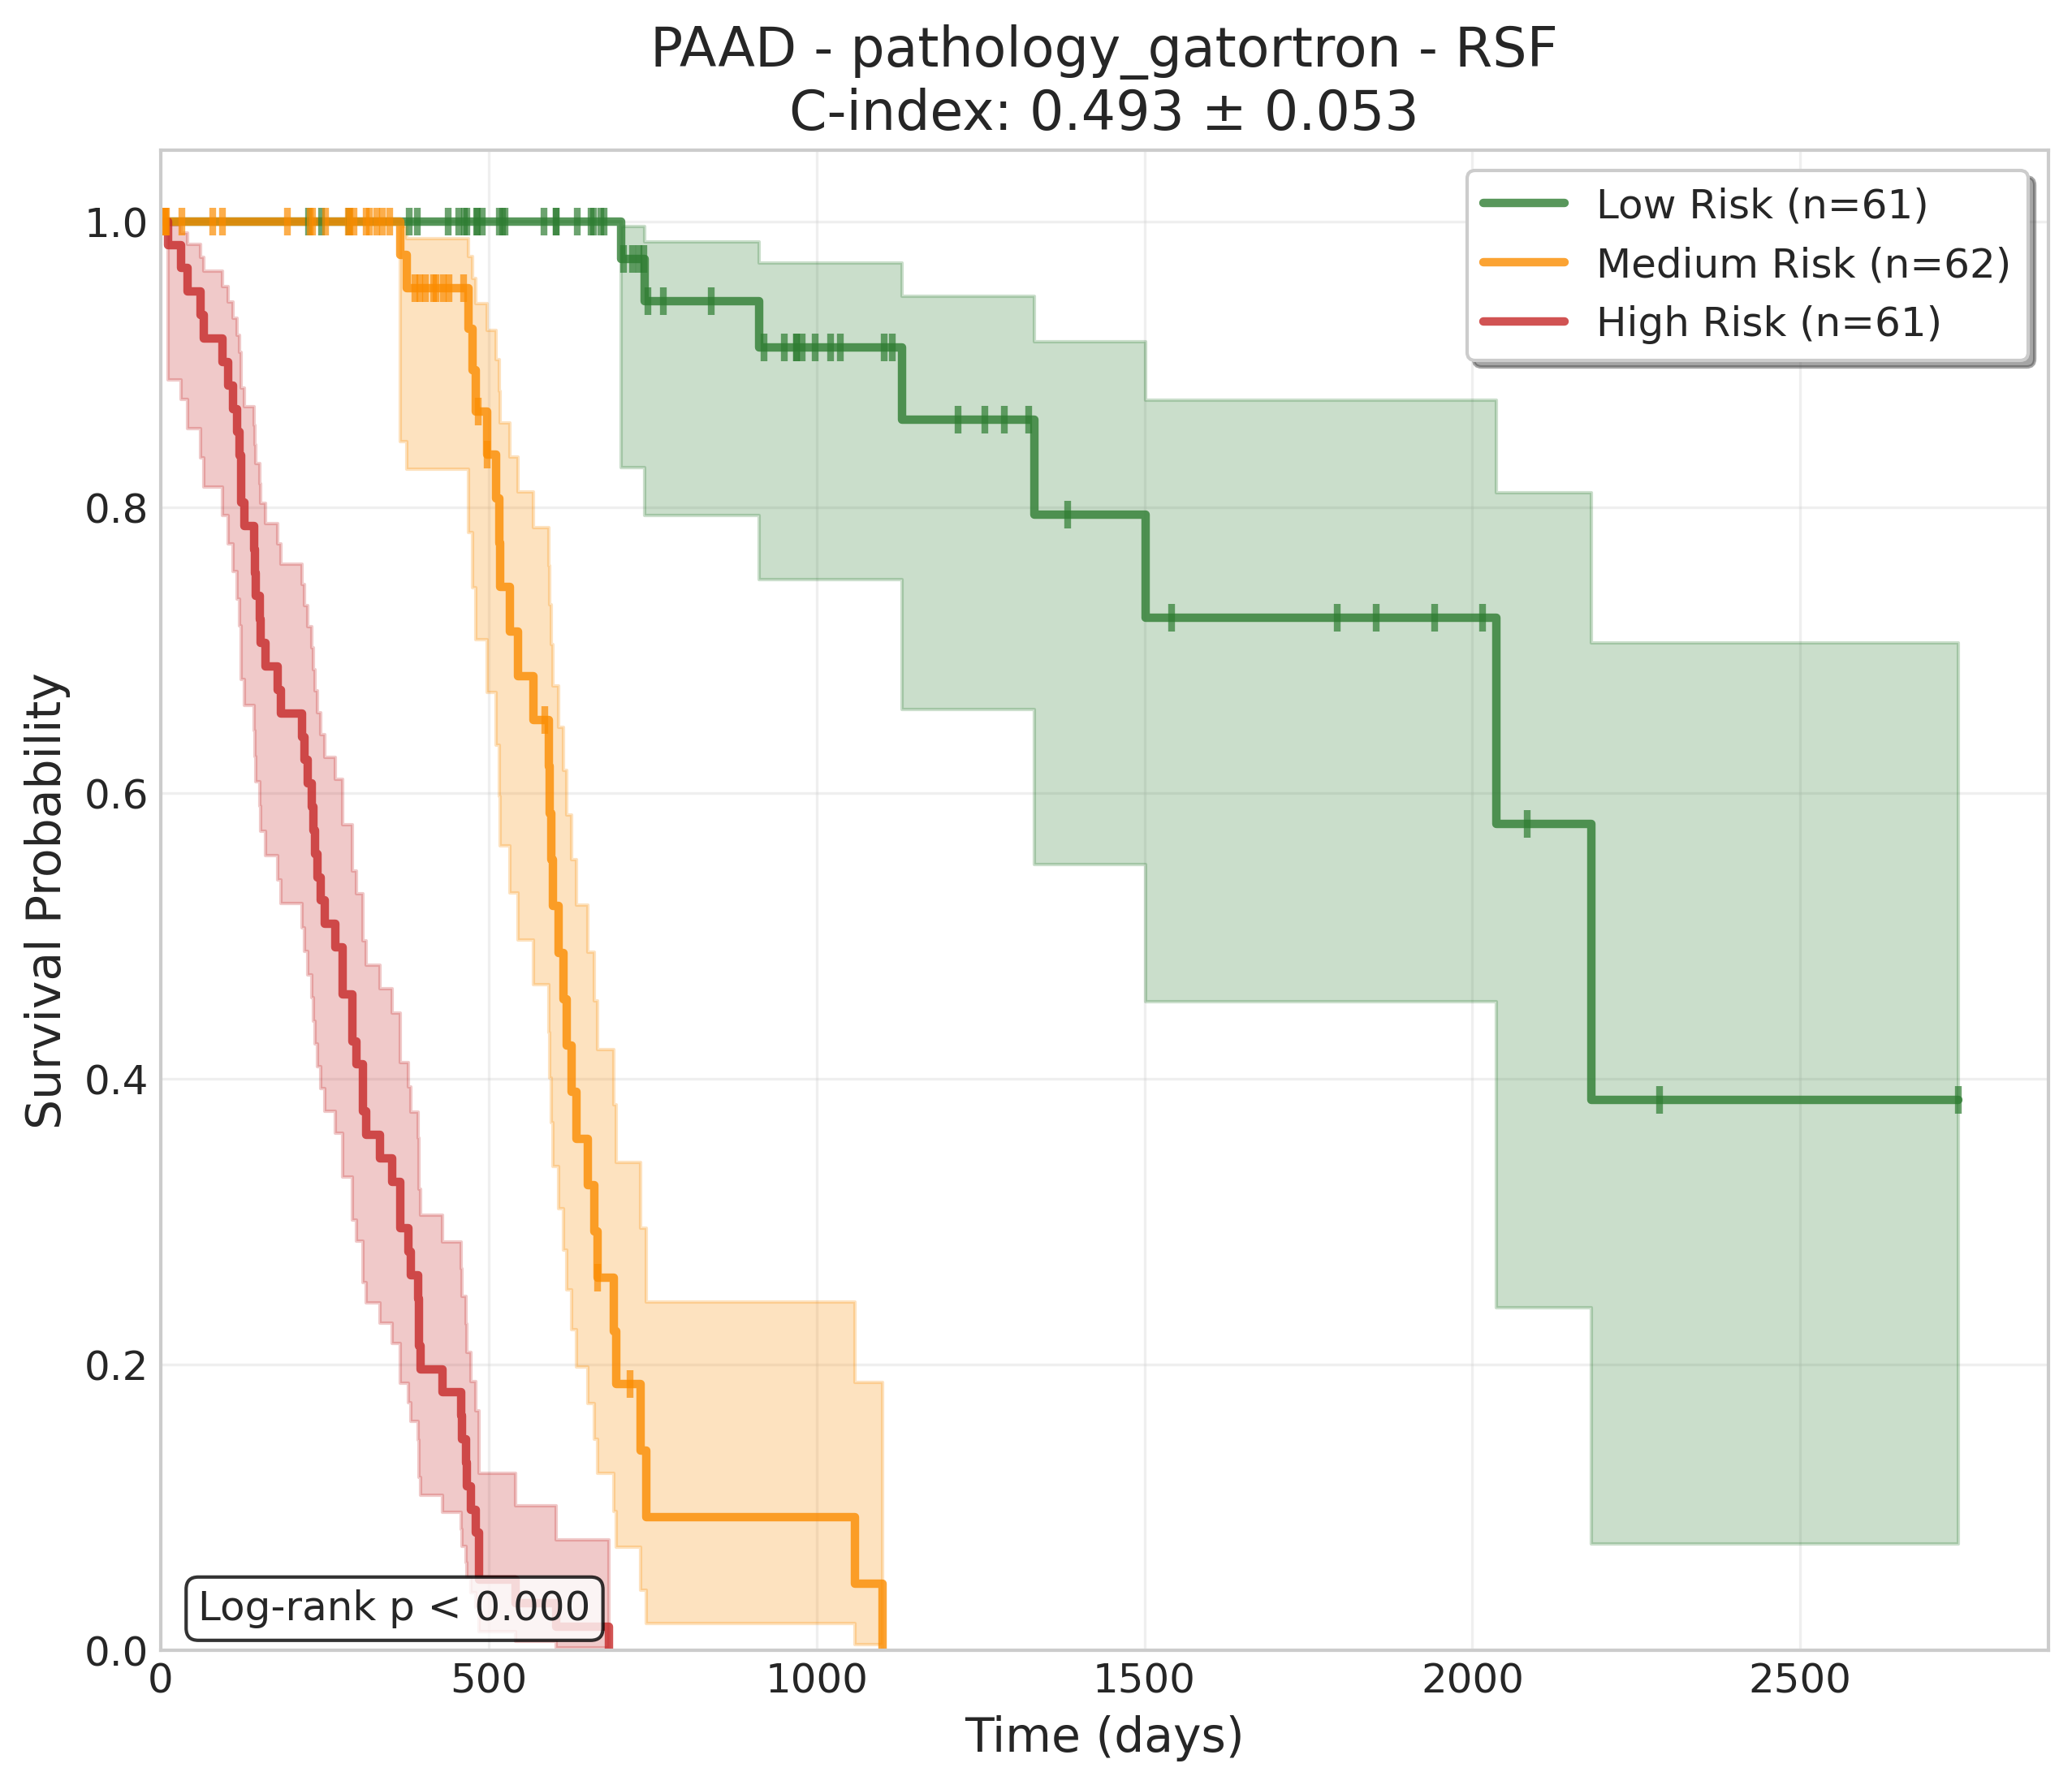 PAAD - pathology_gatortron - RSF
C-index: 0.493 ± 0.053
Low Risk (n=61)
Medium Risk (n=62)
High Risk (n=61)
Survival Probability
1.0
0.8
0.6
0.4
0.2
0.0
Log-rank p < 0.000
0
500
1000
1500
2000
2500
Time (days)